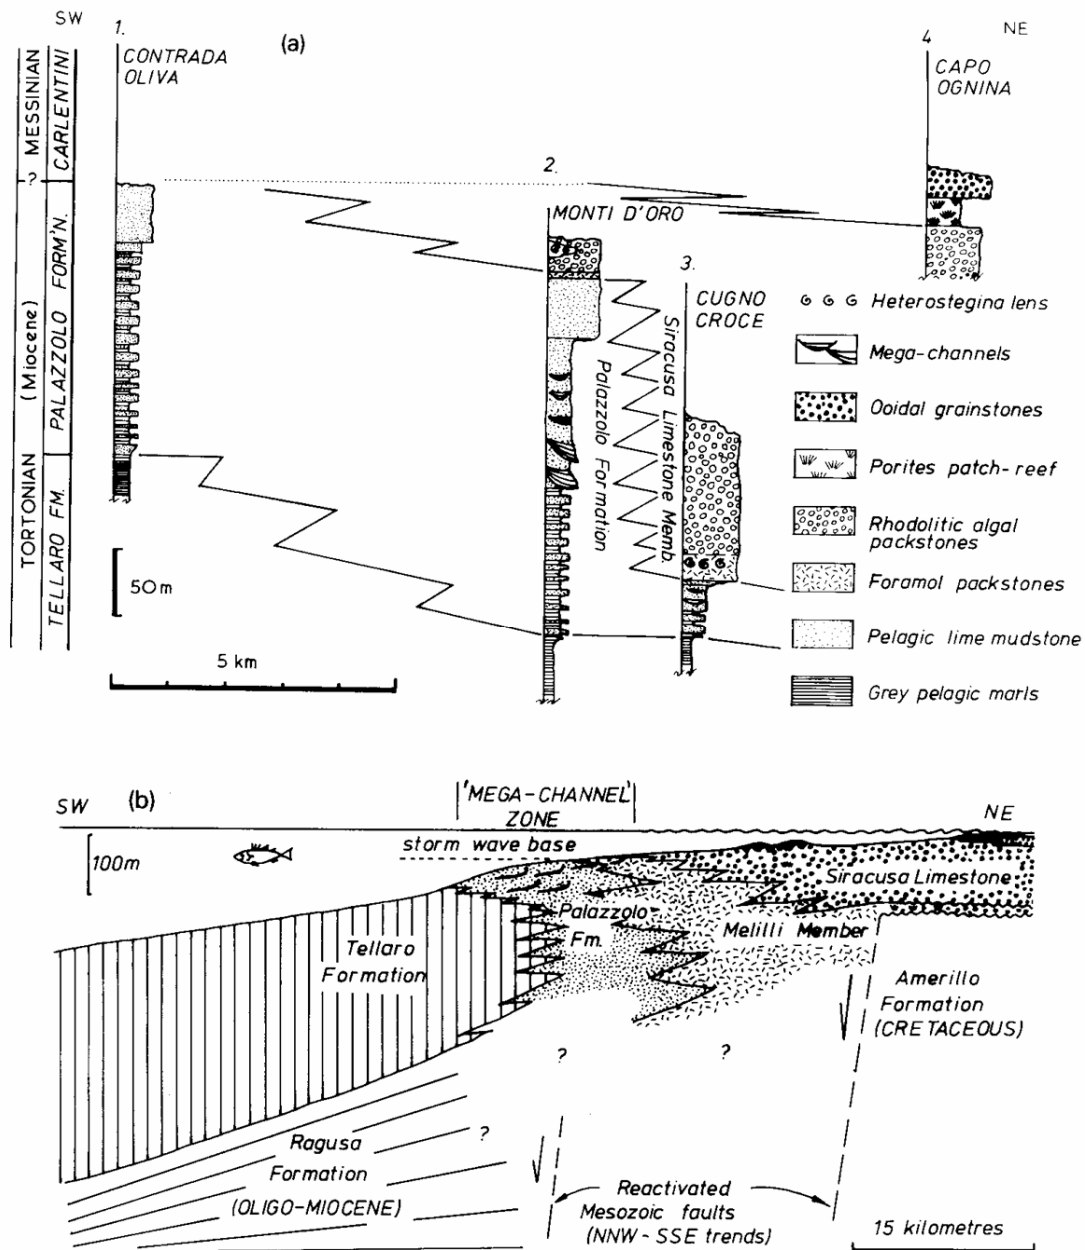 SW
1.
(a)
4
NE
CONTRADA
OLIVA
CAPO
OGNINA
MESSINIAN
CARLENTINI
?
2.
MONTI D'ORO
3.
CUGNO
CROCE
(Miocene)
PALAZZOLO FORM'N.
TORTONIAN
TELLARO FM.
Palazzolo Formation
Siracusa Limestone Memb.
50m
5 km
Heterostegina lens
Mega-channels
Ooidal grainstones
Porites patch-reef
Rhodolitic algal
packstones
Foramol packstones
Pelagic lime mudstone
Grey pelagic marls
SW
(b)
'MEGA-CHANNEL'
ZONE
NE
100m
storm wave base
Siracusa Limestone
Palazzolo
Fm.
Melilli Member
Tellaro
Formation
Amerillo
Formation
(CRETACEOUS)
?
?
?
Ragusa
Formation
(OLIGO-MIOCENE)
Reactivated
Mesozoic faults
(NNW-SSE trends)
15 kilometres